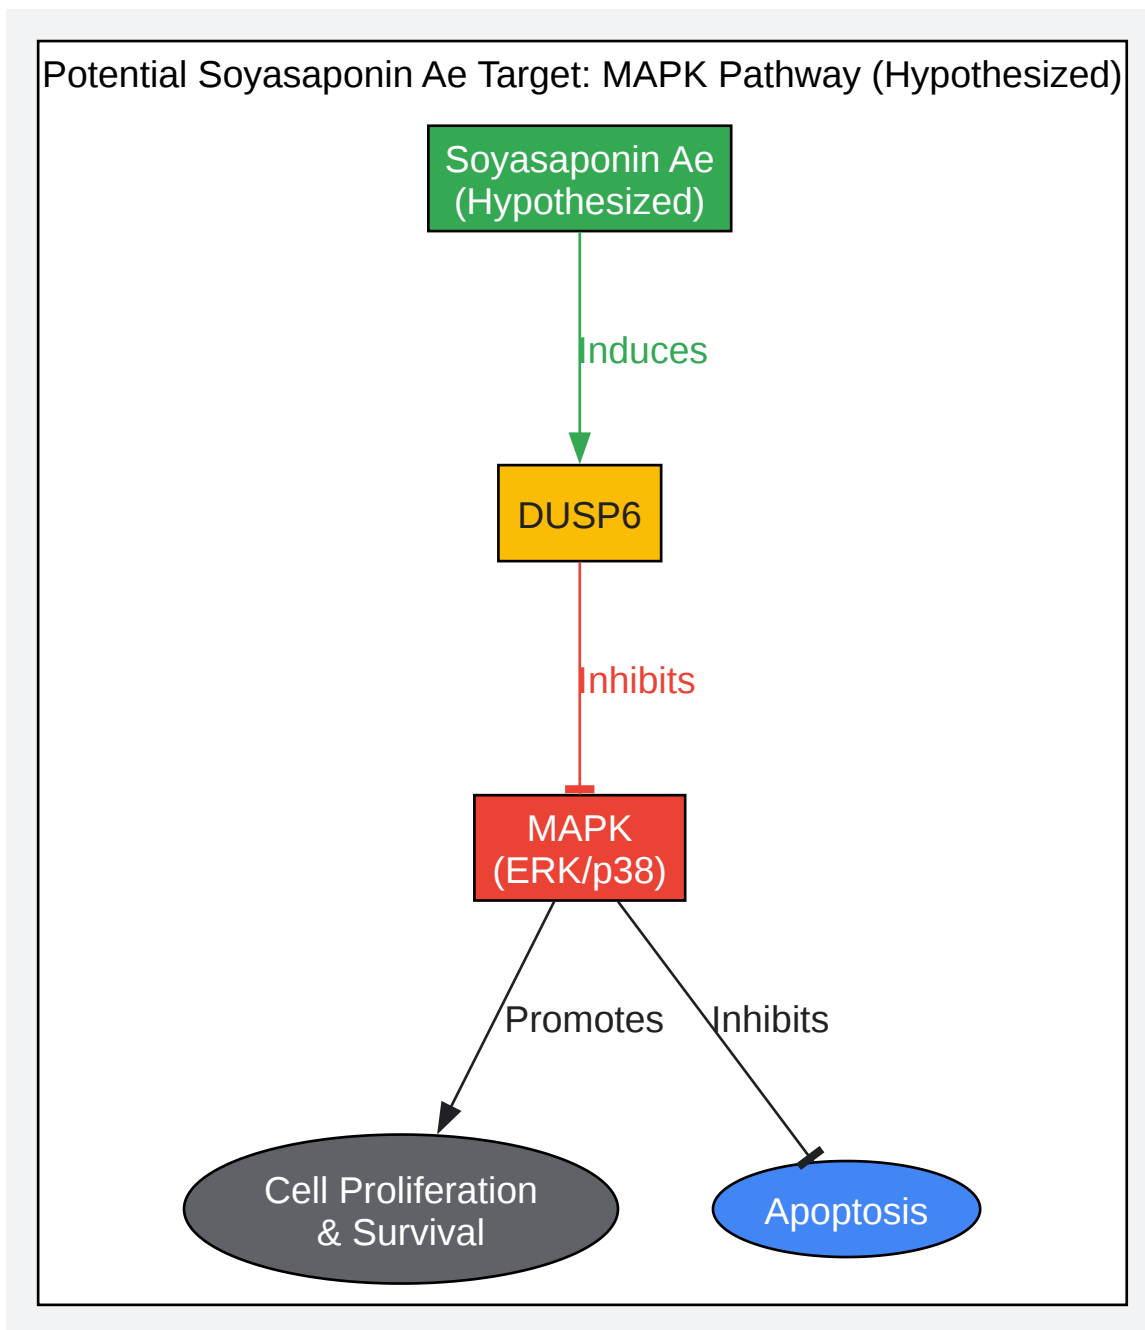 Potential Soyasaponin Ae Target: MAPK Pathway (Hypothesized)
Soyasaponin Ae
(Hypothesized)
Induces
DUSP6
Inhibits
MAPK
(ERK/p38)
Promotes
Inhibits
Cell Proliferation
& Survival
Apoptosis